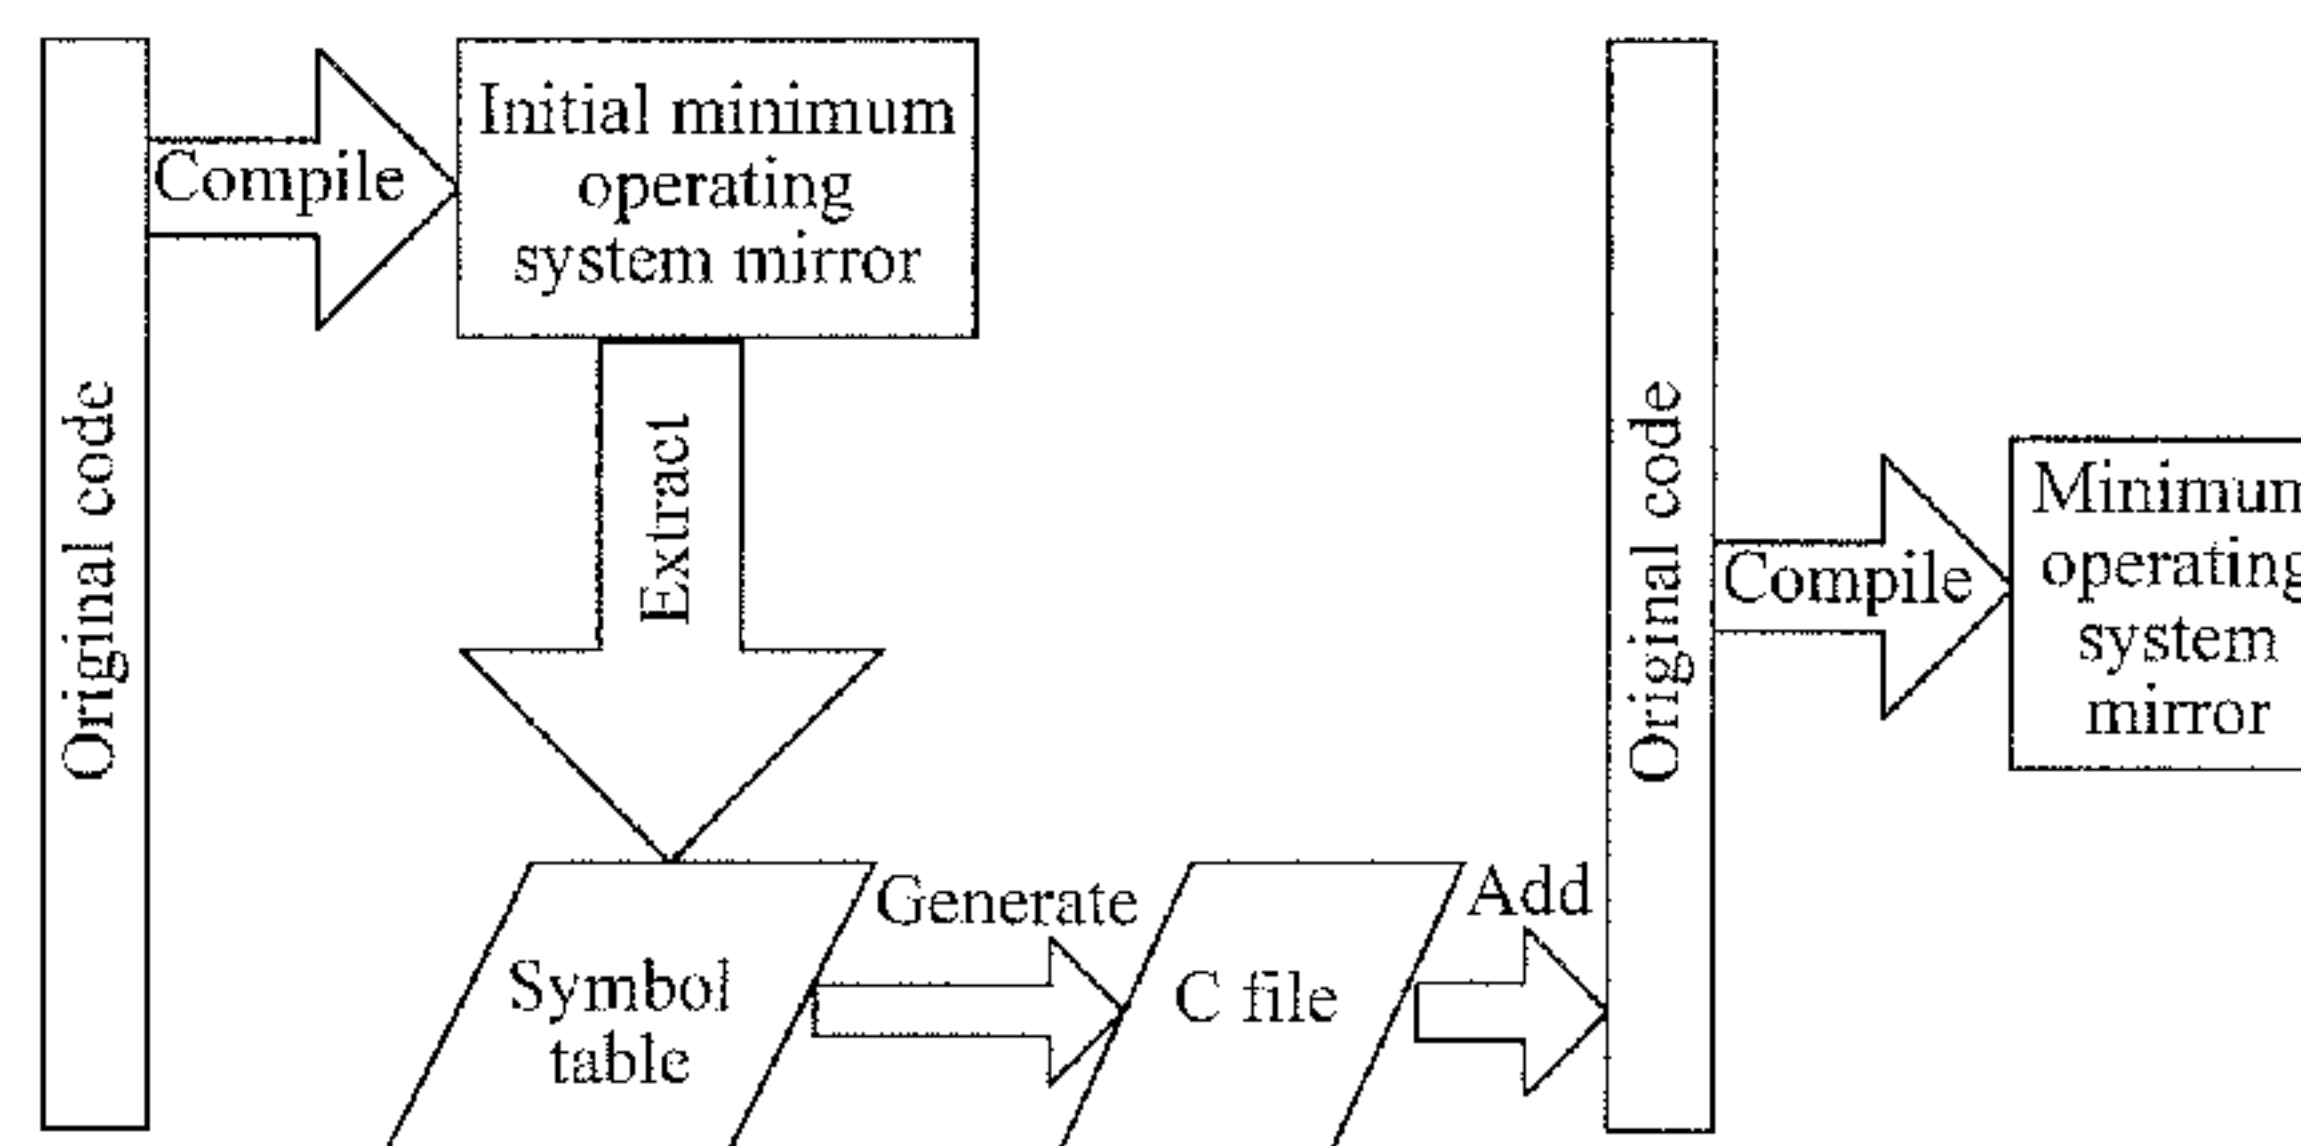 Original code
Compile
Initial minimum
operating
system mirror
Extract
Symbol
table
Generate
C file
Add
Original code
Compile
Minimum
operating
system
mirror